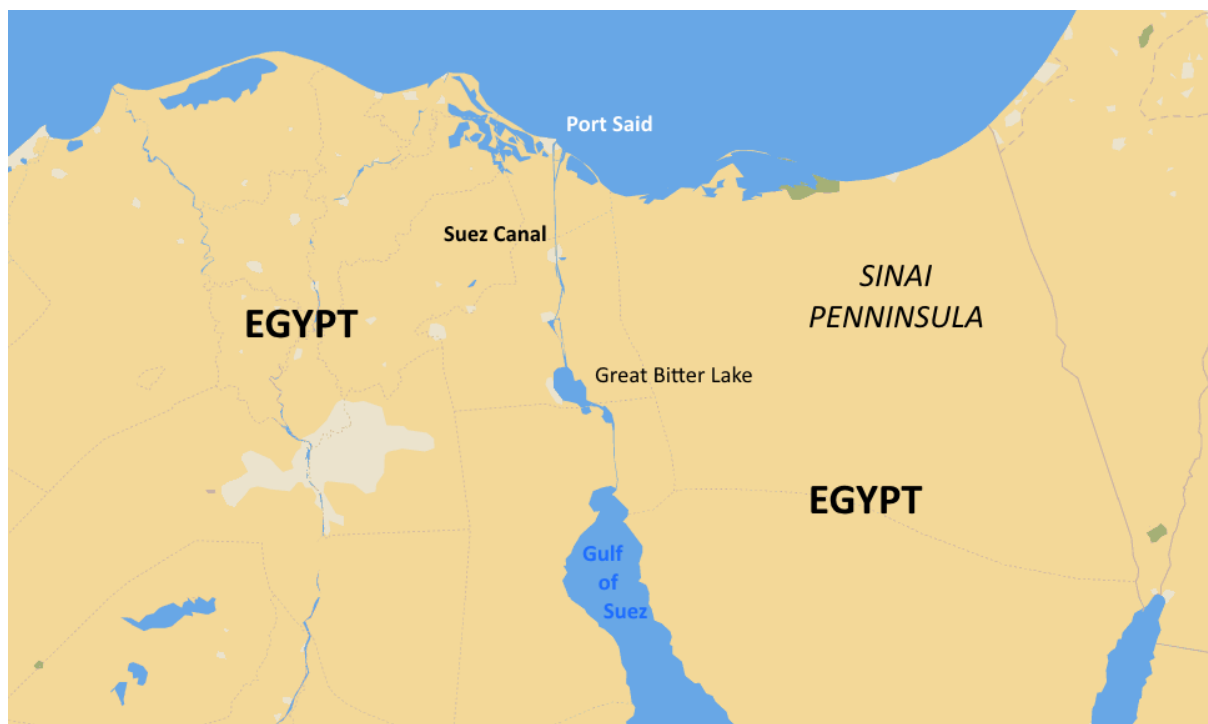 Port Said
Suez Canal
SINAI
PENNINSULA
EGYPT
Great Bitter Lake
EGYPT
Gulf
of
Suez